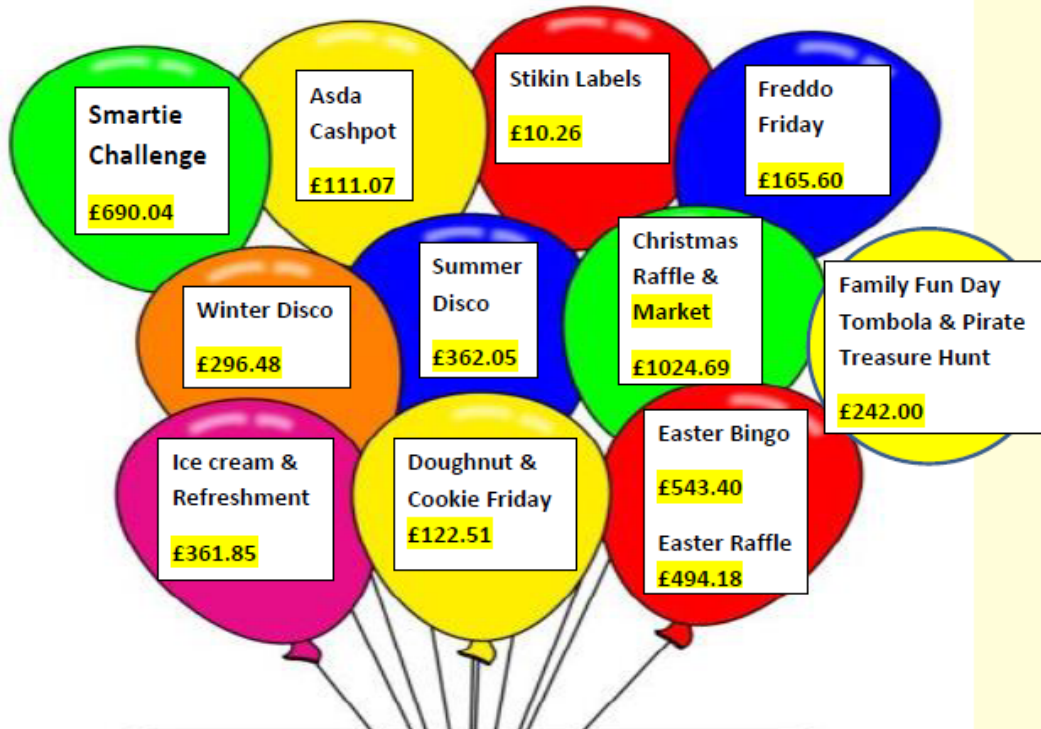 Smartie
Challenge
£690.04
Asda
Cashpot
£111.07
Stikin Labels
£10.26
Freddo
Friday
£165.60
Winter Disco
£296.48
Summer
Disco
£362.05
Christmas
Raffle &
Market
£1024.69
Family Fun Day
Tombola & Pirate
Treasure Hunt
£242.00
Ice cream &
Refreshment
£361.85
Doughnut &
Cookie Friday
£122.51
Easter Bingo
£543.40
Easter Raffle
£494.18